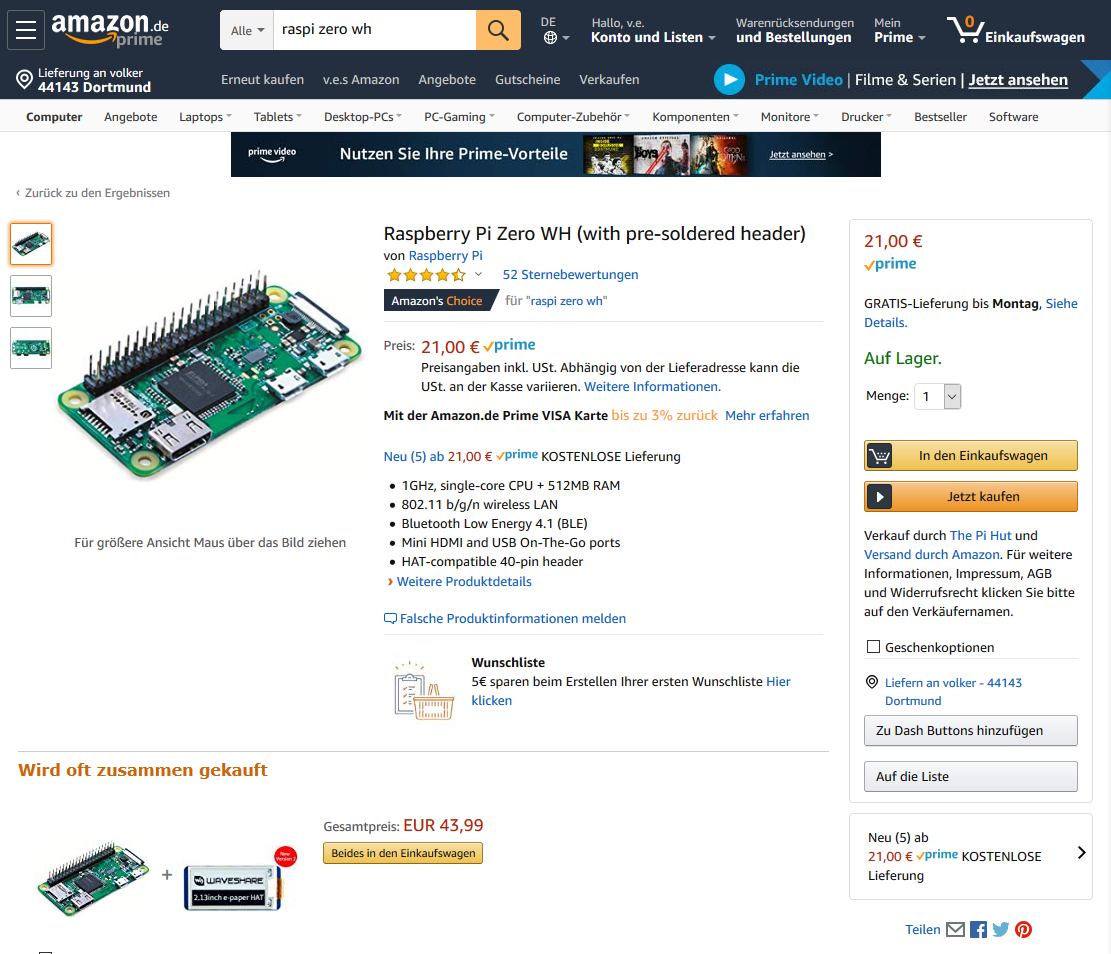 amazon.de
prime
Alle
raspi zero wh
DE
Hallo, v.e.
Konto und Listen
Warenrücksendungen
und Bestellungen
Mein
Prime
0
Einkaufswagen
Lieferung an volker
44143 Dortmund
Erneut kaufen
v.e.s Amazon
Angebote
Gutscheine
Verkaufen
Prime Video | Filme & Serien | Jetzt ansehen
Computer
Angebote
Laptops
Tablets
Desktop-PCs
PC-Gaming
Computer-Zubehör
Komponenten
Monitore
Drucker
Bestseller
Software
prime video
Nutzen Sie Ihre Prime-Vorteile
Jetzt ansehen >
‹ Zurück zu den Ergebnissen
Raspberry Pi Zero WH (with pre-soldered header)
von Raspberry Pi
52 Sternebewertungen
Amazon's Choice für "raspi zero wh"
Preis: 21,00 € prime
Preisangaben inkl. USt. Abhängig von der Lieferadresse kann die
USt. an der Kasse variieren. Weitere Informationen.
Mit der Amazon.de Prime VISA Karte bis zu 3% zurück Mehr erfahren
Neu (5) ab 21,00 € prime KOSTENLOSE Lieferung
• 1GHz, single-core CPU + 512MB RAM
• 802.11 b/g/n wireless LAN
• Bluetooth Low Energy 4.1 (BLE)
• Mini HDMI and USB On-The-Go ports
• HAT-compatible 40-pin header
› Weitere Produktdetails
Für größere Ansicht Maus über das Bild ziehen
Falsche Produktinformationen melden
Wunschliste
5€ sparen beim Erstellen Ihrer ersten Wunschliste Hier
klicken
21,00 €
prime
GRATIS-Lieferung bis Montag, Siehe
Details.
Auf Lager.
Menge: 1
In den Einkaufswagen
Jetzt kaufen
Verkauf durch The Pi Hut und
Versand durch Amazon. Für weitere
Informationen, Impressum, AGB
und Widerrufsrecht klicken Sie bitte
auf den Verkäufernamen.
Geschenkoptionen
Liefern an volker - 44143
Dortmund
Zu Dash Buttons hinzufügen
Auf die Liste
Neu (5) ab
21,00 € prime KOSTENLOSE
Lieferung
Teilen
Wird oft zusammen gekauft
+
New
Version 2
WAVESHARE
2.13inch e-paper HAT
Gesamtpreis: EUR 43,99
Beides in den Einkaufswagen